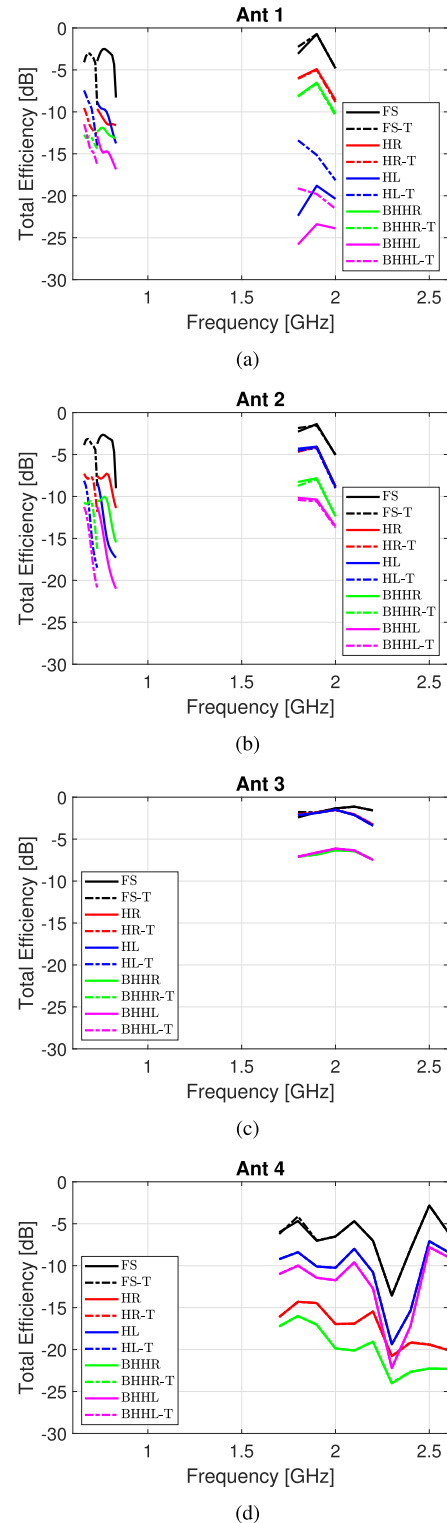 Ant 1
Total Efficiency [dB]
0
-5
-10
-15
-20
-25
-30
FS
FS-T
HR
HR-T
HL
HL-T
BHHR
BHHR-T
BHHL
BHHL-T
1
1.5
2
2.5
Frequency [GHz]
(a)
Ant 2
Total Efficiency [dB]
0
-5
-10
-15
-20
-25
-30
FS
FS-T
HR
HR-T
HL
HL-T
BHHR
BHHR-T
BHHL
BHHL-T
1
1.5
2
2.5
Frequency [GHz]
(b)
Ant 3
Total Efficiency [dB]
0
-5
-10
-15
-20
-25
-30
FS
FS-T
HR
HR-T
HL
HL-T
BHHR
BHHR-T
BHHL
BHHL-T
1
1.5
2
2.5
Frequency [GHz]
(c)
Ant 4
Total Efficiency [dB]
0
-5
-10
-15
-20
-25
-30
FS
FS-T
HR
HR-T
HL
HL-T
BHHR
BHHR-T
BHHL
BHHL-T
1
1.5
2
2.5
Frequency [GHz]
(d)